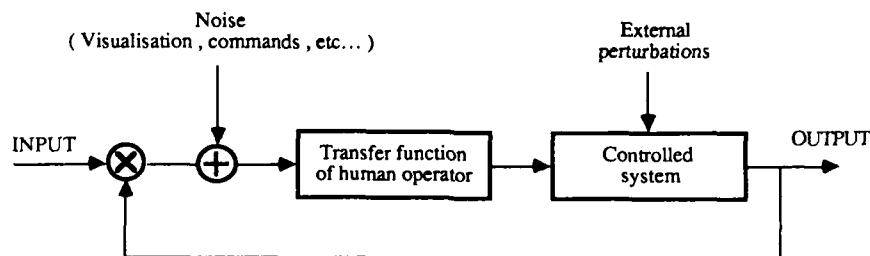 Noise
( Visualisation , commands , etc... )
External
perturbations
INPUT
Transfer function
of human operator
Controlled
system
OUTPUT